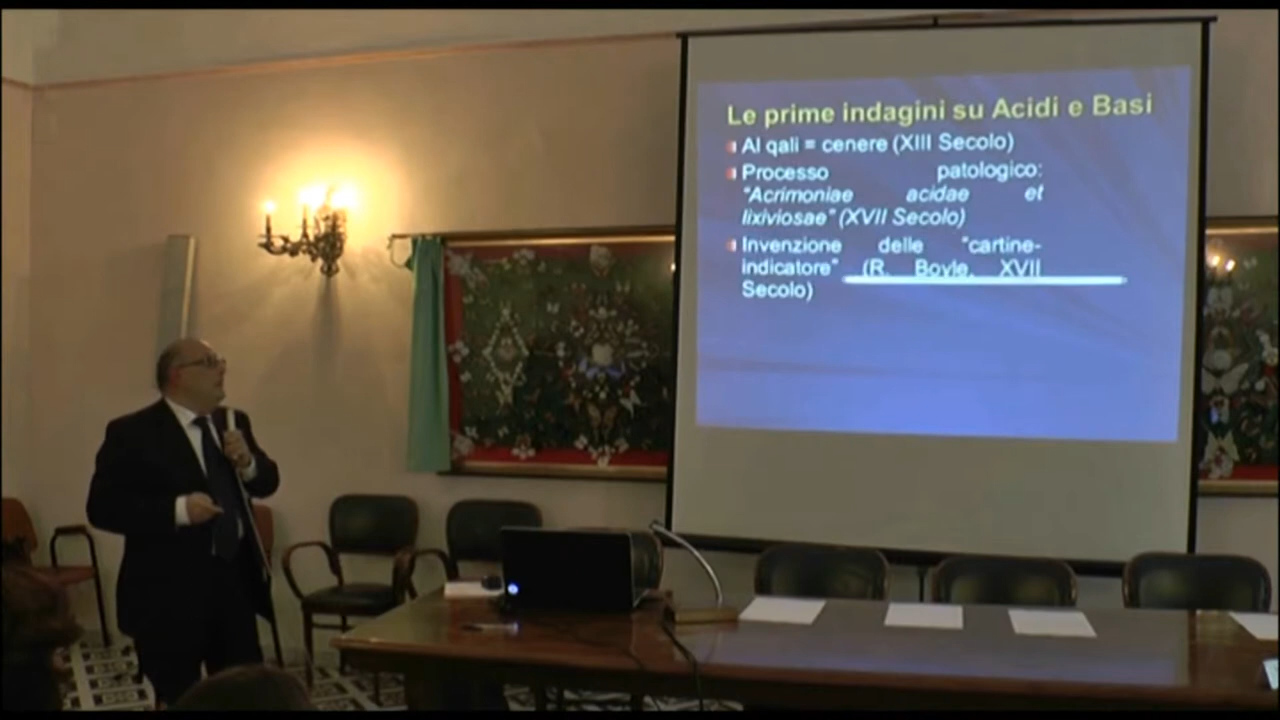 Le prime indagini su Acidi e Basi
Al qali = cenere (XIII Secolo)
Processo patologico:
"Acrimoniae acidae et
lixiviosae" (XVII Secolo)
Invenzione delle "cartine-
indicatore" (R. Boyle, XVII
Secolo)